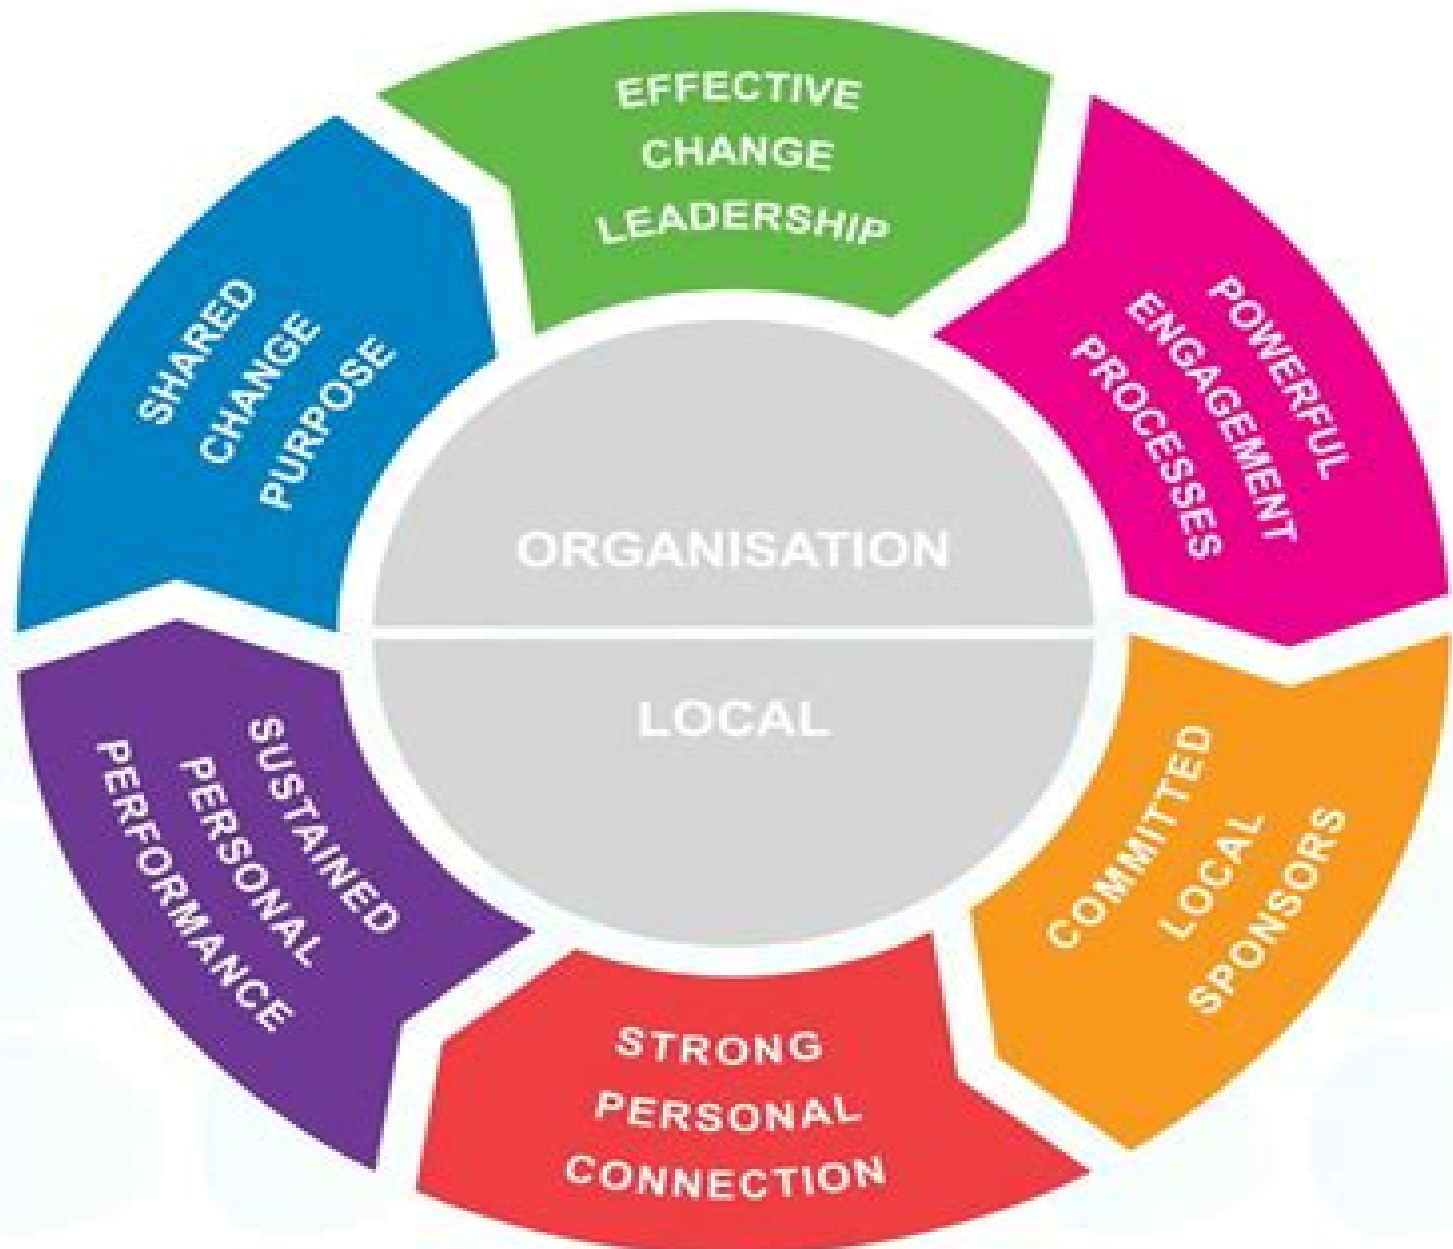 EFFECTIVE
CHANGE
LEADERSHIP
POWERFUL
ENGAGEMENT
PROCESSES
COMMITTED
LOCAL
SPONSORS
STRONG
PERSONAL
CONNECTION
SUSTAINED
PERSONAL
PERFORMANCE
SHARED
CHANGE
PURPOSE
ORGANISATION
LOCAL